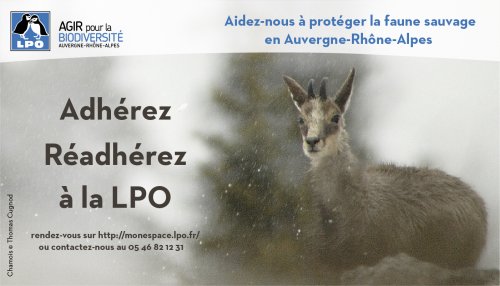 LPO
AGIR pour la
BIODIVERSITÉ
AUVERGNE-RHÔNE-ALPES
Aidez-nous à protéger la faune sauvage
en Auvergne-Rhône-Alpes
Adhérez
Réadhérez
à la LPO
rendez-vous sur http://monespace.lpo.fr/
ou contactez-nous au 05 46 82 12 31
Chamois © Thomas Cugnod